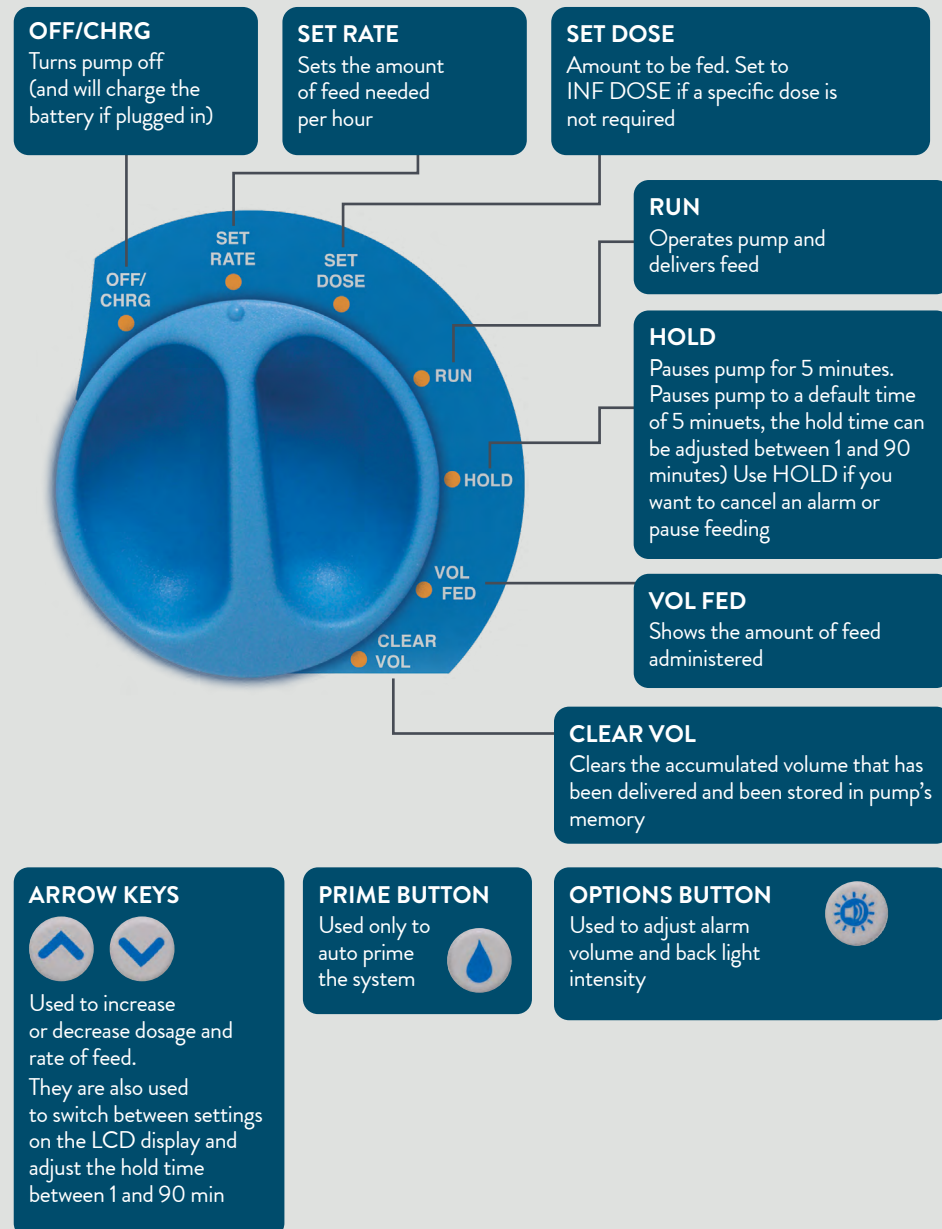 OFF/CHRG
Turns pump off
(and will charge the
battery if plugged in)
SET RATE
Sets the amount
of feed needed
per hour
SET DOSE
Amount to be fed. Set to
INF DOSE if a specific dose is
not required
RUN
Operates pump and
delivers feed
HOLD
Pauses pump for 5 minutes.
Pauses pump to a default time
of 5 minuets, the hold time can
be adjusted between 1 and 90
minutes) Use HOLD if you
want to cancel an alarm or
pause feeding
VOL FED
Shows the amount of feed
administered
CLEAR VOL
Clears the accumulated volume that has
been delivered and been stored in pump's
memory
OFF/
CHRG
SET
RATE
SET
DOSE
RUN
HOLD
VOL
FED
CLEAR
VOL
ARROW KEYS
Used to increase
or decrease dosage and
rate of feed.
They are also used
to switch between settings
on the LCD display and
adjust the hold time
between 1 and 90 min
PRIME BUTTON
Used only to
auto prime
the system
OPTIONS BUTTON
Used to adjust alarm
volume and back light
intensity